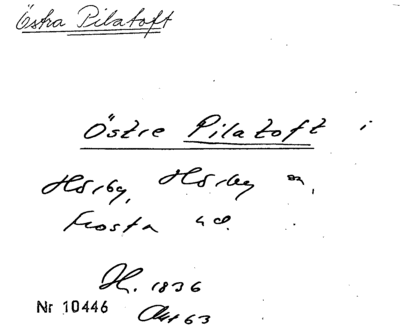 Östra Pilatoft
Östre Pilatoft i
Hörby, Hörby sn,
Frosta hd.
H. 1836
Akt 63
Nr 10446